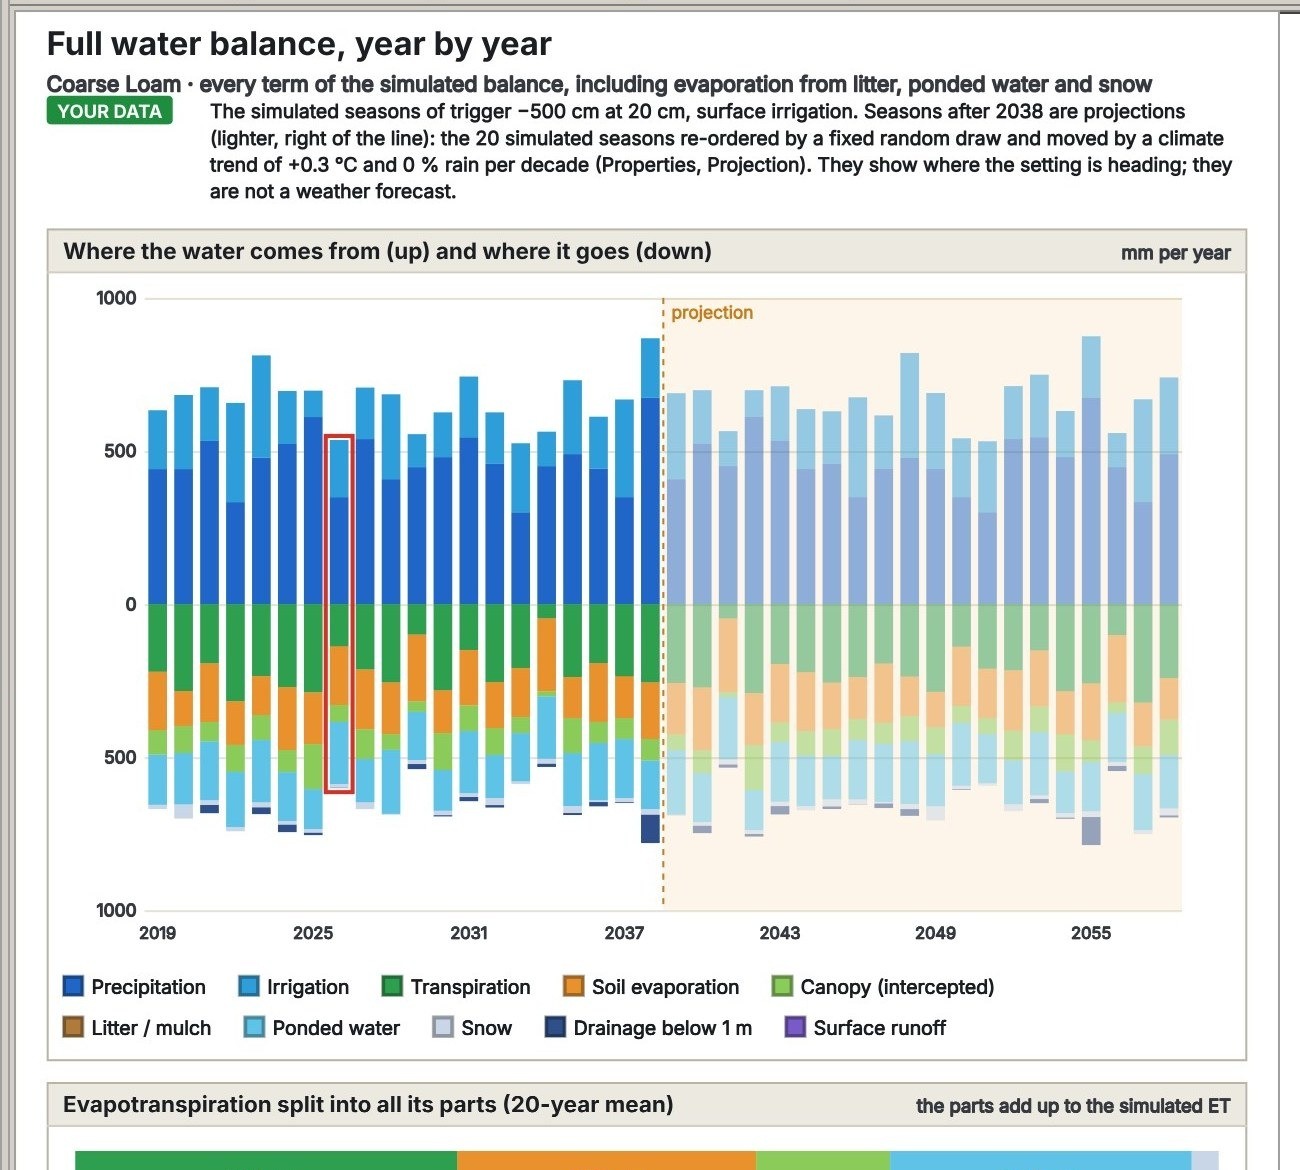 Full water balance, year by year
Coarse Loam · every term of the simulated balance, including evaporation from litter, ponded water and snow
YOUR DATA
The simulated seasons of trigger −500 cm at 20 cm, surface irrigation. Seasons after 2038 are projections
(lighter, right of the line): the 20 simulated seasons re-ordered by a fixed random draw and moved by a climate
trend of +0.3 °C and 0 % rain per decade (Properties, Projection). They show where the setting is heading; they
are not a weather forecast.
Where the water comes from (up) and where it goes (down)
mm per year
1000
projection
500
0
500
1000
2019 2025 2031 2037 2043 2049 2055
Precipitation Irrigation Transpiration Soil evaporation Canopy (intercepted)
Litter / mulch Ponded water Snow Drainage below 1 m Surface runoff
Evapotranspiration split into all its parts (20-year mean)
the parts add up to the simulated ET